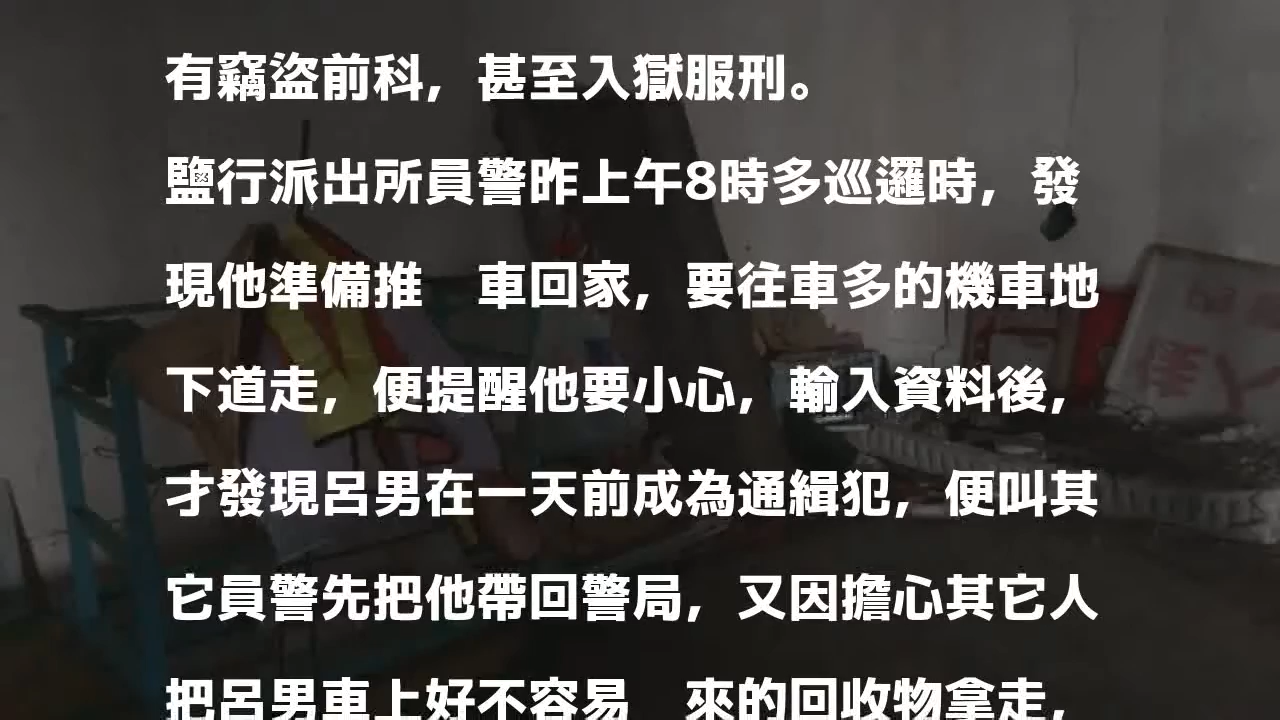 有竊盜前科，甚至入獄服刑。
鹽行派出所員警昨上午8時多巡邏時，發
現他準備推　車回家，要往車多的機車地
下道走，便提醒他要小心，輸入資料後，
才發現呂男在一天前成為通緝犯，便叫其
它員警先把他帶回警局，又因擔心其它人
把呂男車上好不容易　來的回收物拿走，